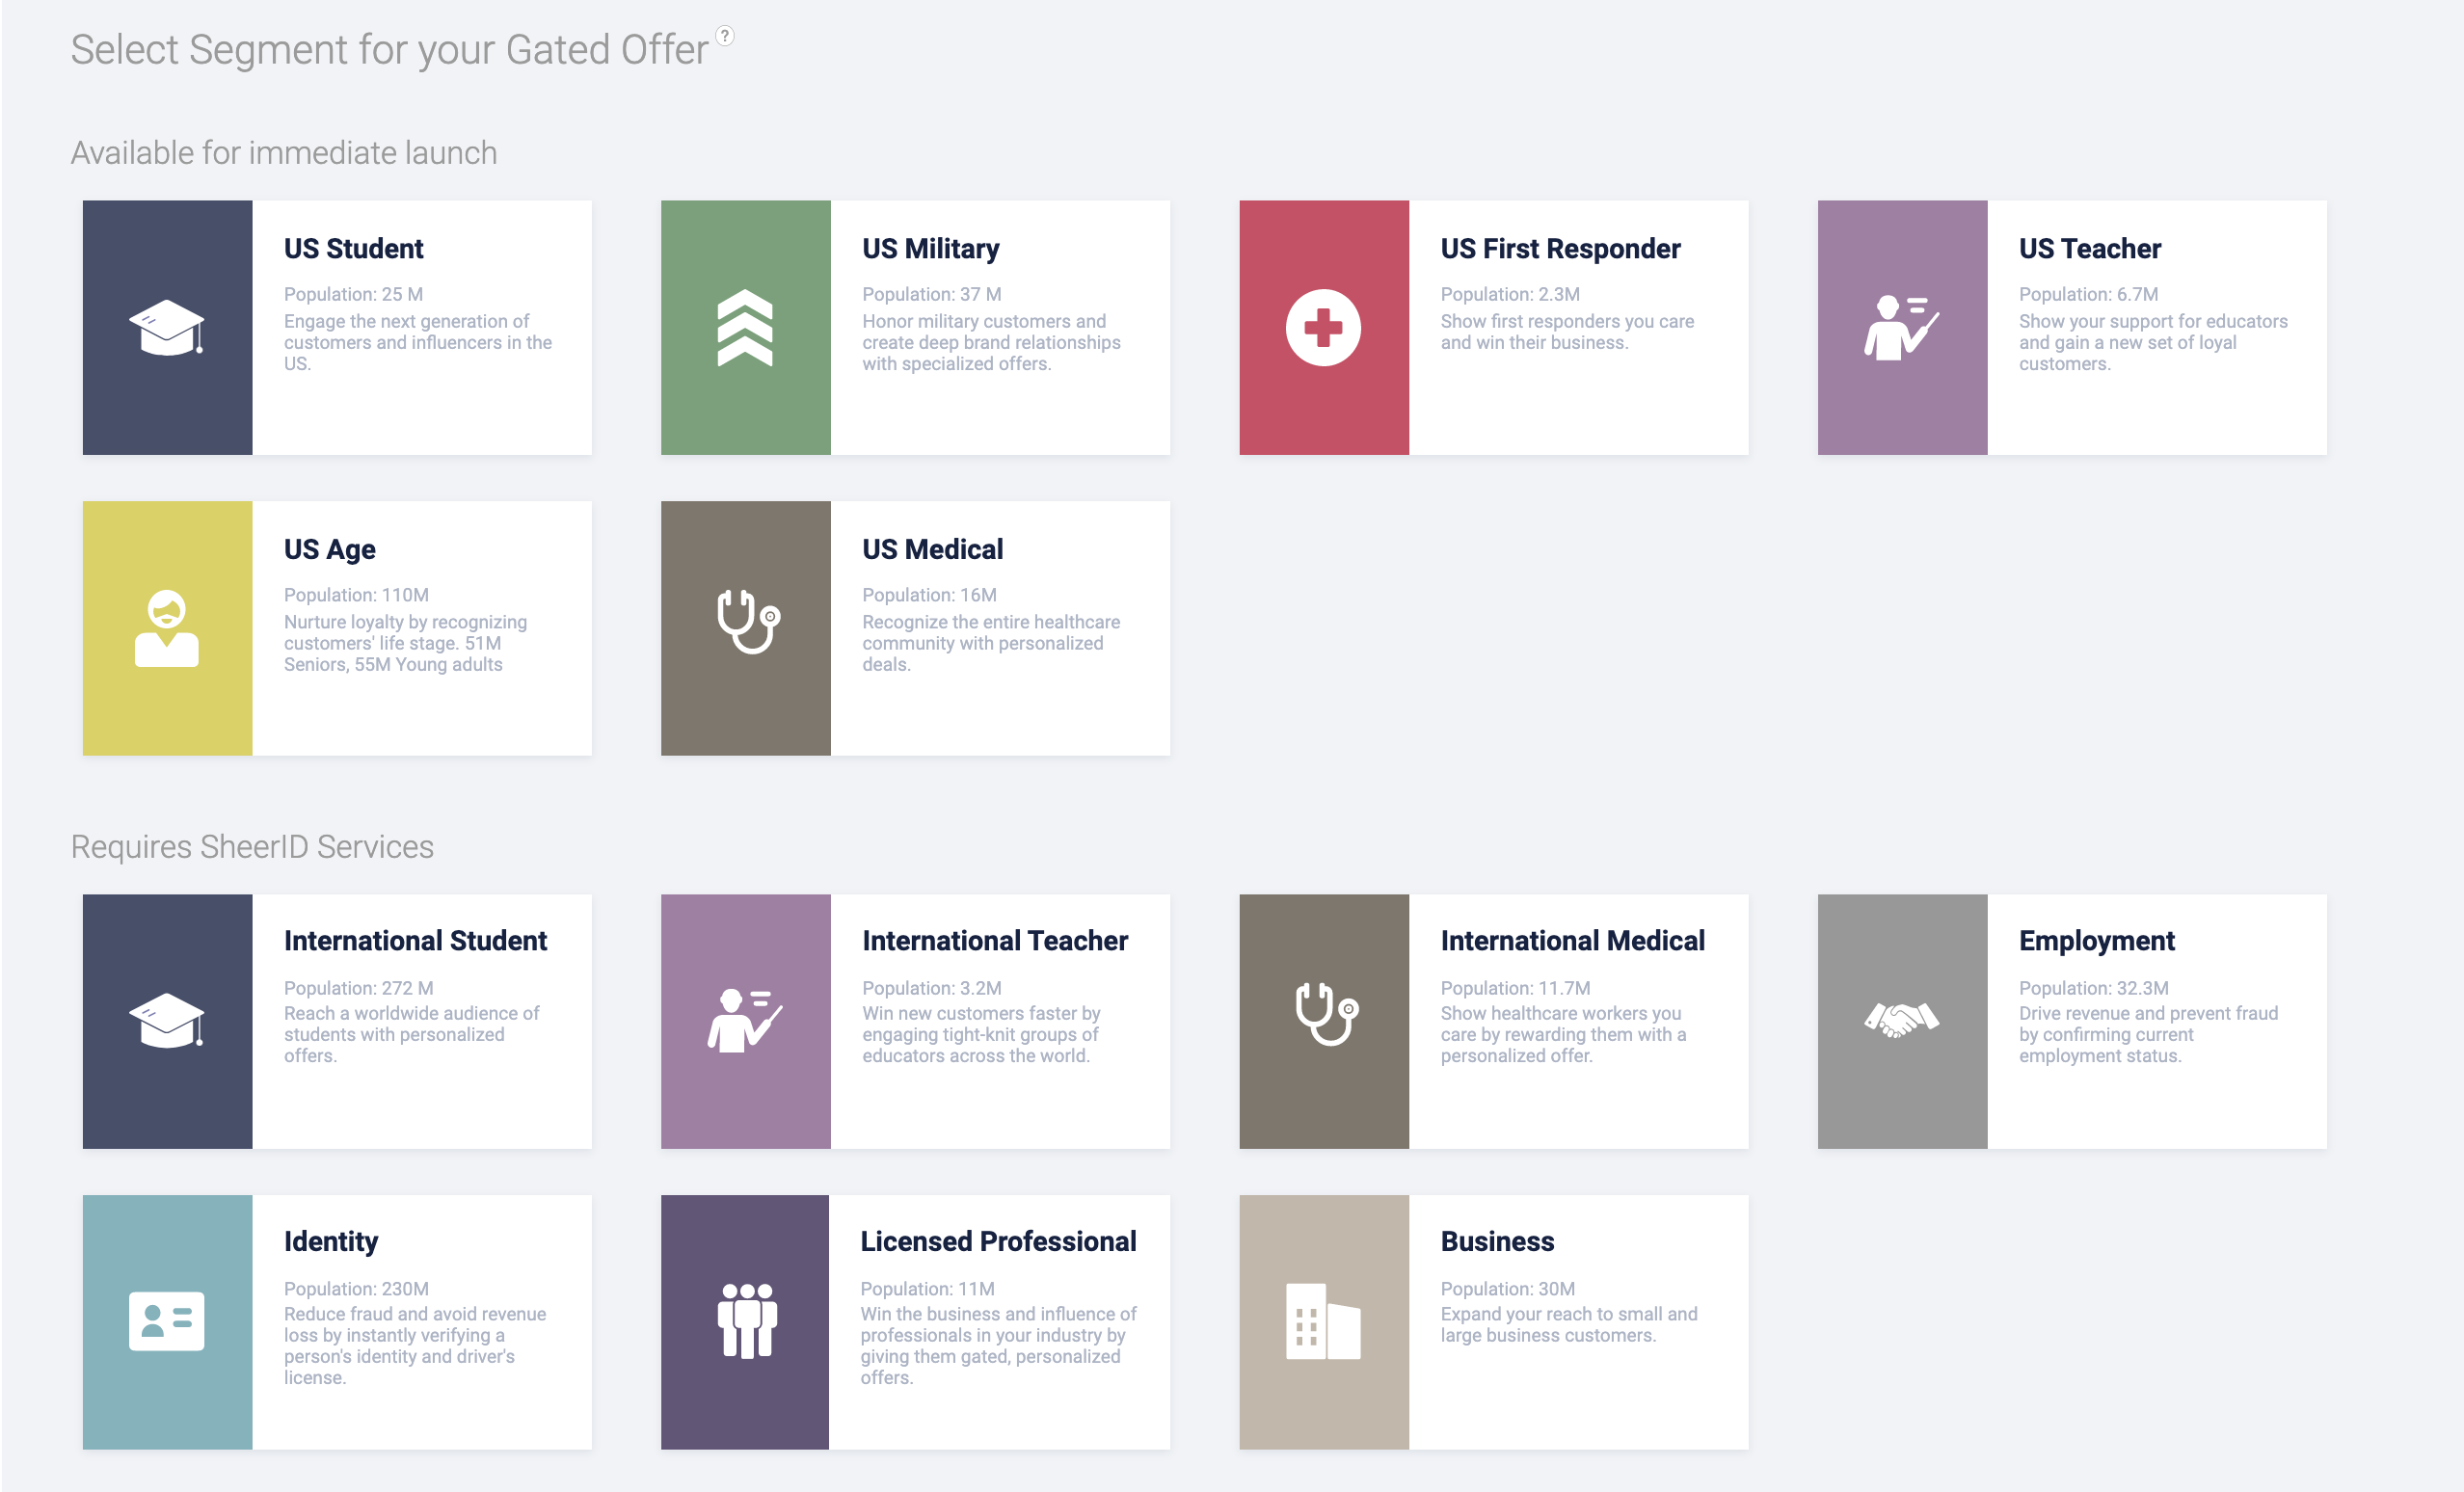 Select Segment for your Gated Offer ?
Available for immediate launch
US Student
Population: 25 M
Engage the next generation of
customers and influencers in the
US.
US Military
Population: 37 M
Honor military customers and
create deep brand relationships
with specialized offers.
US First Responder
Population: 2.3M
Show first responders you care
and win their business.
US Teacher
Population: 6.7M
Show your support for educators
and gain a new set of loyal
customers.
US Age
Population: 110M
Nurture loyalty by recognizing
customers' life stage. 51M
Seniors, 55M Young adults
US Medical
Population: 16M
Recognize the entire healthcare
community with personalized
deals.
Requires SheerID Services
International Student
Population: 272 M
Reach a worldwide audience of
students with personalized
offers.
International Teacher
Population: 3.2M
Win new customers faster by
engaging tight-knit groups of
educators across the world.
International Medical
Population: 11.7M
Show healthcare workers you
care by rewarding them with a
personalized offer.
Employment
Population: 32.3M
Drive revenue and prevent fraud
by confirming current
employment status.
Identity
Population: 230M
Reduce fraud and avoid revenue
loss by instantly verifying a
person's identity and driver's
license.
Licensed Professional
Population: 11M
Win the business and influence of
professionals in your industry by
giving them gated, personalized
offers.
Business
Population: 30M
Expand your reach to small and
large business customers.